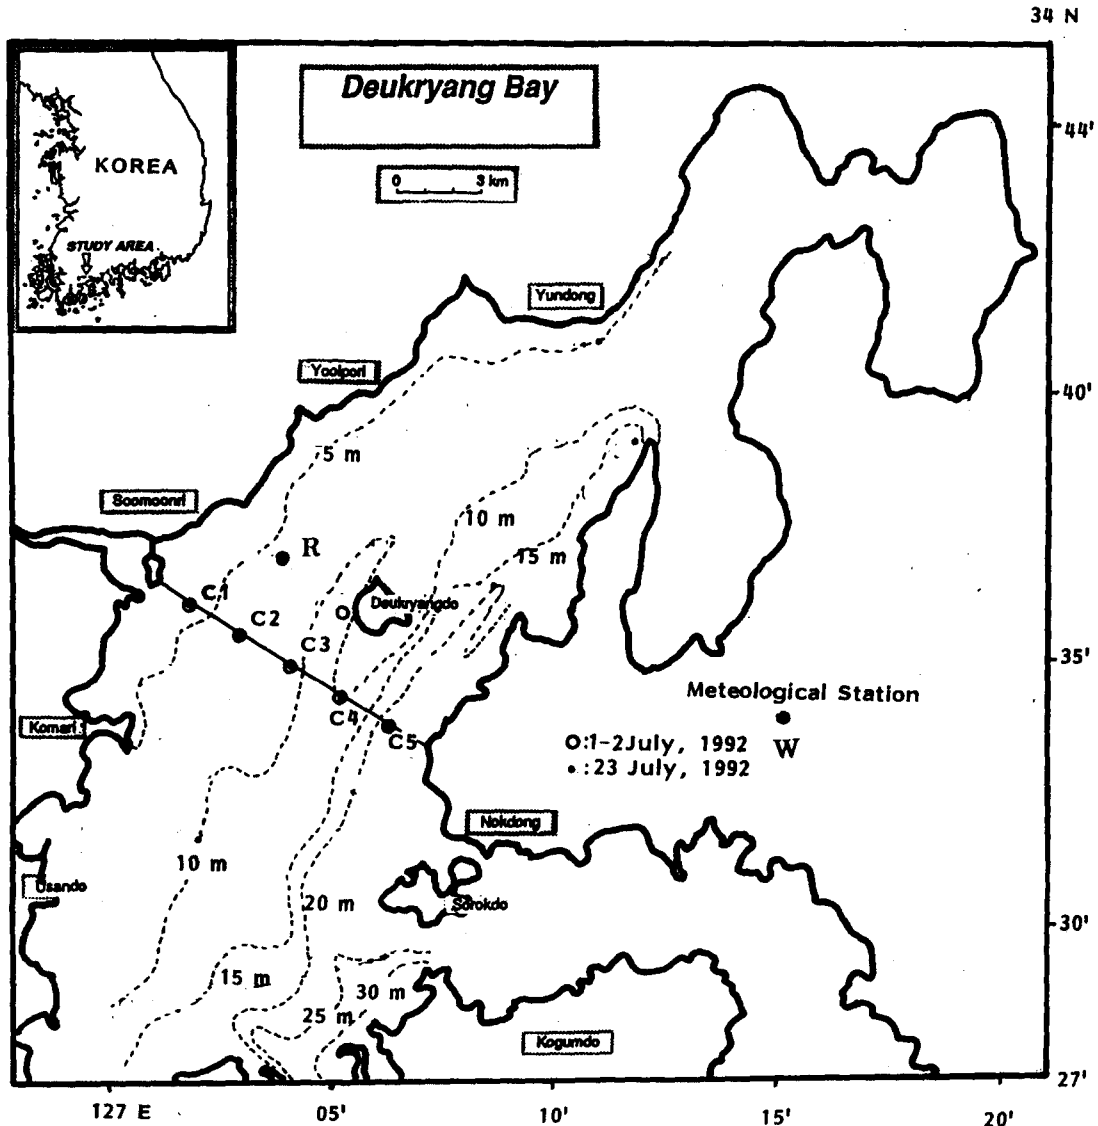 34 N
Deukryang Bay
44'
0 3 km
KOREA
STUDY AREA
Yundong
Yoolpori
40'
5 m
Soomoonri
10 m
R
15 m
C1
Deukryangdo
C2
C3
35'
Meteological Station
C4
Komari
C5
O:1-2July, 1992
W
•:23 July, 1992
Nokdong
10 m
Usando
20 m
Sorokdo
30'
15 m
30 m
25 m
Kogumdo
27'
127 E
05'
10'
15'
20'